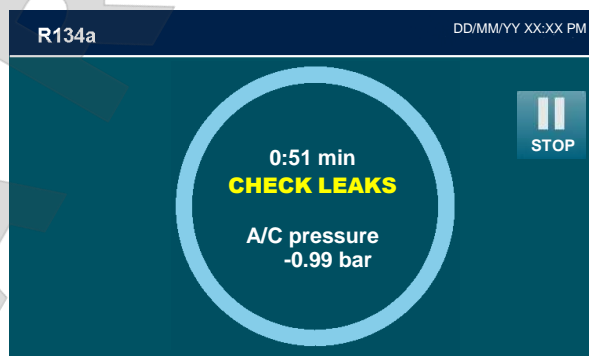 R134a
DD/MM/YY XX:XX PM
STOP
0:51 min
CHECK LEAKS
A/C pressure
-0.99 bar